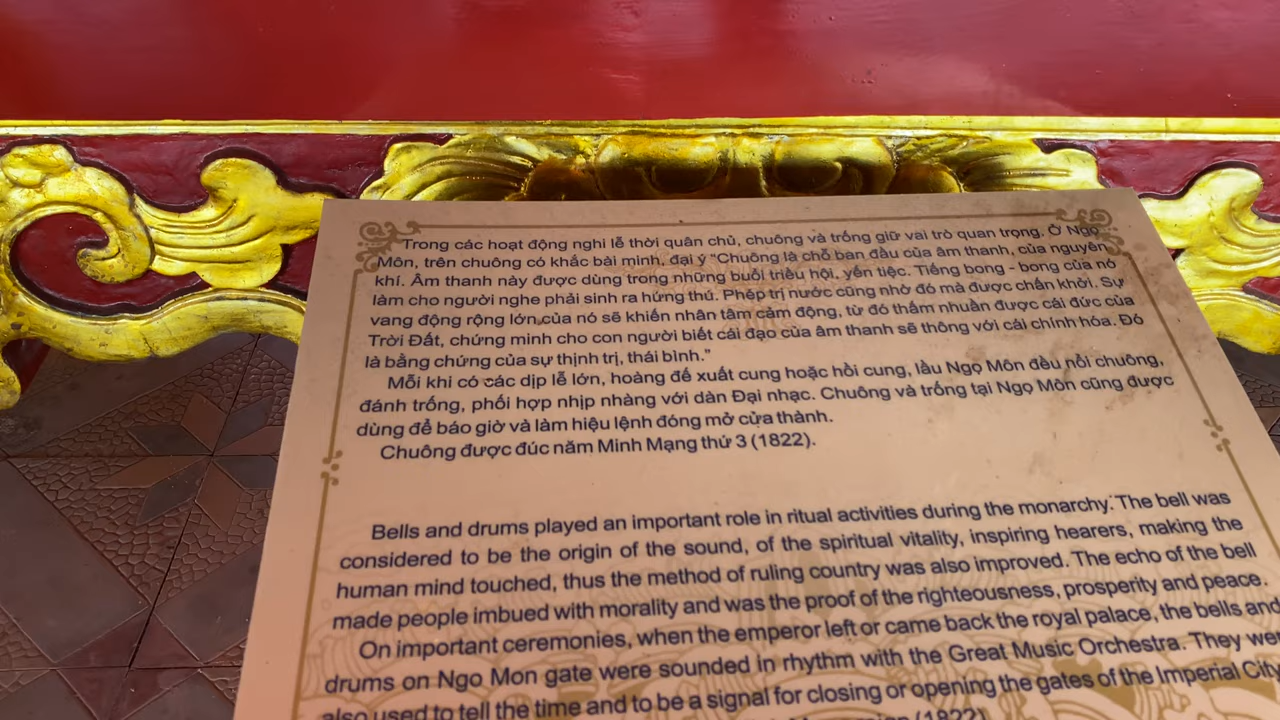 Trong các hoạt động nghi lễ thời quân chủ, chuông và trống giữ vai trò quan trọng. Ở Ngọ
Môn, trên chuông có khắc bài minh, đại ý “Chuông là chỗ ban đầu của âm thanh, của nguyên
khí. Âm thanh này được dùng trong những buổi triều hội, yến tiệc. Tiếng bong - bong của nó
làm cho người nghe phải sinh ra hứng thú. Phép trị nước cũng nhờ đó mà được chấn khởi. Sự
vang động rộng lớn của nó sẽ khiến nhân tâm cảm động, từ đó thấm nhuần được cái đức của
Trời Đất, chứng minh cho con người biết cái đạo của âm thanh sẽ thông với cái chính hóa. Đó
là bằng chứng của sự thịnh trị, thái bình.”
Mỗi khi có các dịp lễ lớn, hoàng đế xuất cung hoặc hồi cung, lầu Ngọ Môn đều nổi chuông,
đánh trống, phối hợp nhịp nhàng với dàn Đại nhạc. Chuông và trống tại Ngọ Môn cũng được
dùng để báo giờ và làm hiệu lệnh đóng mở cửa thành.
Chuông được đúc năm Minh Mạng thứ 3 (1822).
Bells and drums played an important role in ritual activities during the monarchy. The bell was
considered to be the origin of the sound, of the spiritual vitality, inspiring hearers, making the
human mind touched, thus the method of ruling country was also improved. The echo of the bell
made people imbued with morality and was the proof of the righteousness, prosperity and peace.
On important ceremonies, when the emperor left or came back the royal palace, the bells and
drums on Ngo Mon gate were sounded in rhythm with the Great Music Orchestra. They were
also used to tell the time and to be a signal for closing or opening the gates of the Imperial City.
(1822)